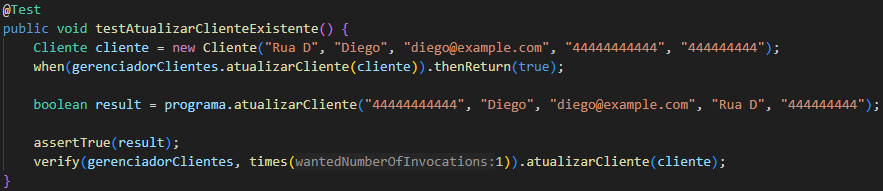 @Test
public void testAtualizarClienteExistente() {
Cliente cliente = new Cliente("Rua D", "Diego", "diego@example.com", "44444444444", "444444444");
when(gerenciadorClientes.atualizarCliente(cliente)).thenReturn(true);
boolean result = programa.atualizarCliente("44444444444", "Diego", "diego@example.com", "Rua D", "444444444");
assertTrue(result);
verify(gerenciadorClientes, times(wantedNumberOfInvocations:1)).atualizarCliente(cliente);
}